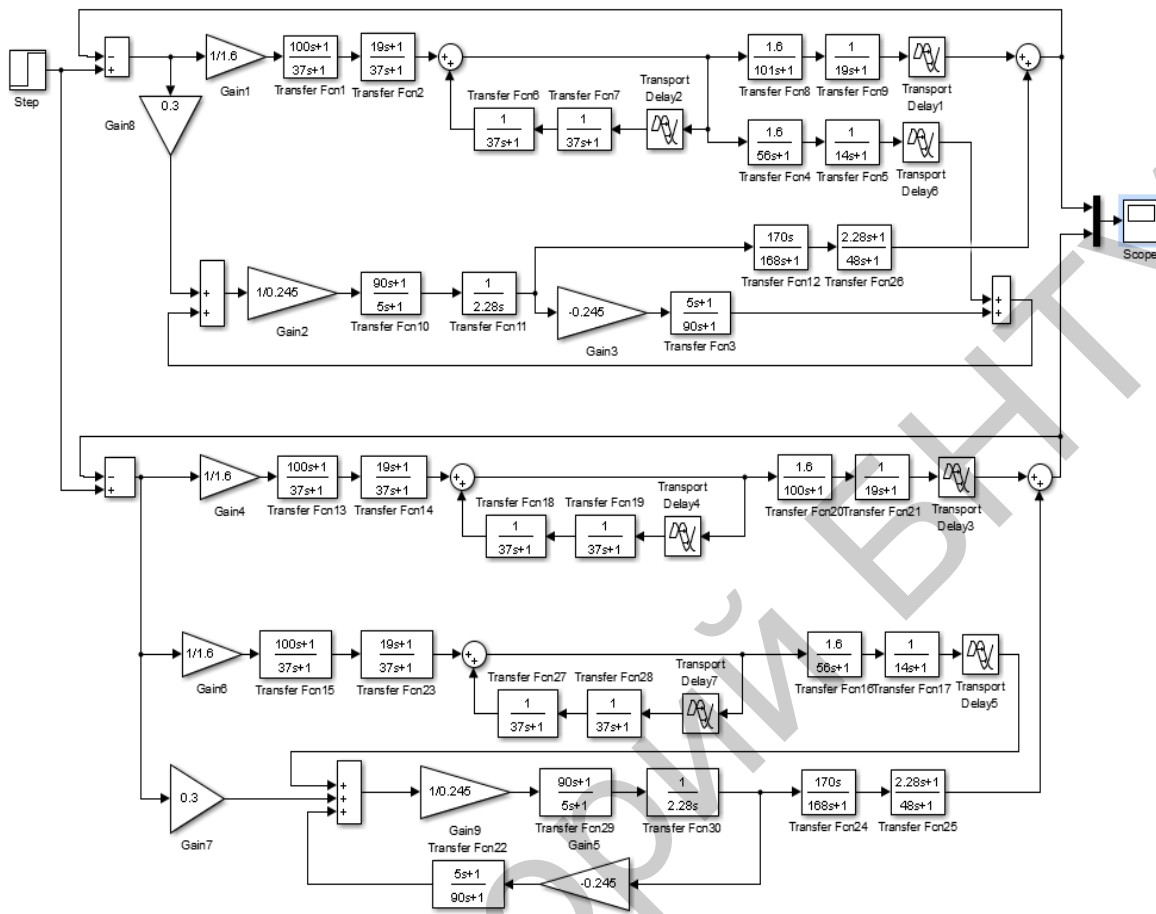 Step
−
+
1/1.6
Gain1
100s+1
37s+1
Transfer Fcn1
19s+1
37s+1
Transfer Fcn2
+
+
0.3
Gain8
Transfer Fcn6
1
37s+1
Transfer Fcn7
1
37s+1
Transport
Delay2
1.6
101s+1
Transfer Fcn8
1
19s+1
Transfer Fcn9
Transport
Delay1
+
+
1.6
56s+1
Transfer Fcn4
1
14s+1
Transfer Fcn5
Transport
Delay6
Scope
170s
168s+1
Transfer Fcn12
2.28s+1
48s+1
Transfer Fcn26
+
+
1/0.245
Gain2
90s+1
5s+1
Transfer Fcn10
1
2.28s
Transfer Fcn11
-0.245
Gain3
5s+1
90s+1
Transfer Fcn3
+
+
−
+
1/1.6
Gain4
100s+1
37s+1
Transfer Fcn13
19s+1
37s+1
Transfer Fcn14
+
+
Transfer Fcn18
1
37s+1
Transfer Fcn19
1
37s+1
Transport
Delay4
1.6
100s+1
Transfer Fcn20
1
19s+1
Transfer Fcn21
Transport
Delay3
+
+
1/1.6
Gain6
100s+1
37s+1
Transfer Fcn15
19s+1
37s+1
Transfer Fcn23
+
+
Transfer Fcn27
1
37s+1
Transfer Fcn28
1
37s+1
Transport
Delay7
1.6
56s+1
Transfer Fcn16
1
14s+1
Transfer Fcn17
Transport
Delay5
0.3
Gain7
+
+
+
1/0.245
Gain9
90s+1
5s+1
Transfer Fcn29
1
2.28s
Transfer Fcn30
170s
168s+1
Transfer Fcn24
2.28s+1
48s+1
Transfer Fcn25
Transfer Fcn22
5s+1
90s+1
Gain5
-0.245